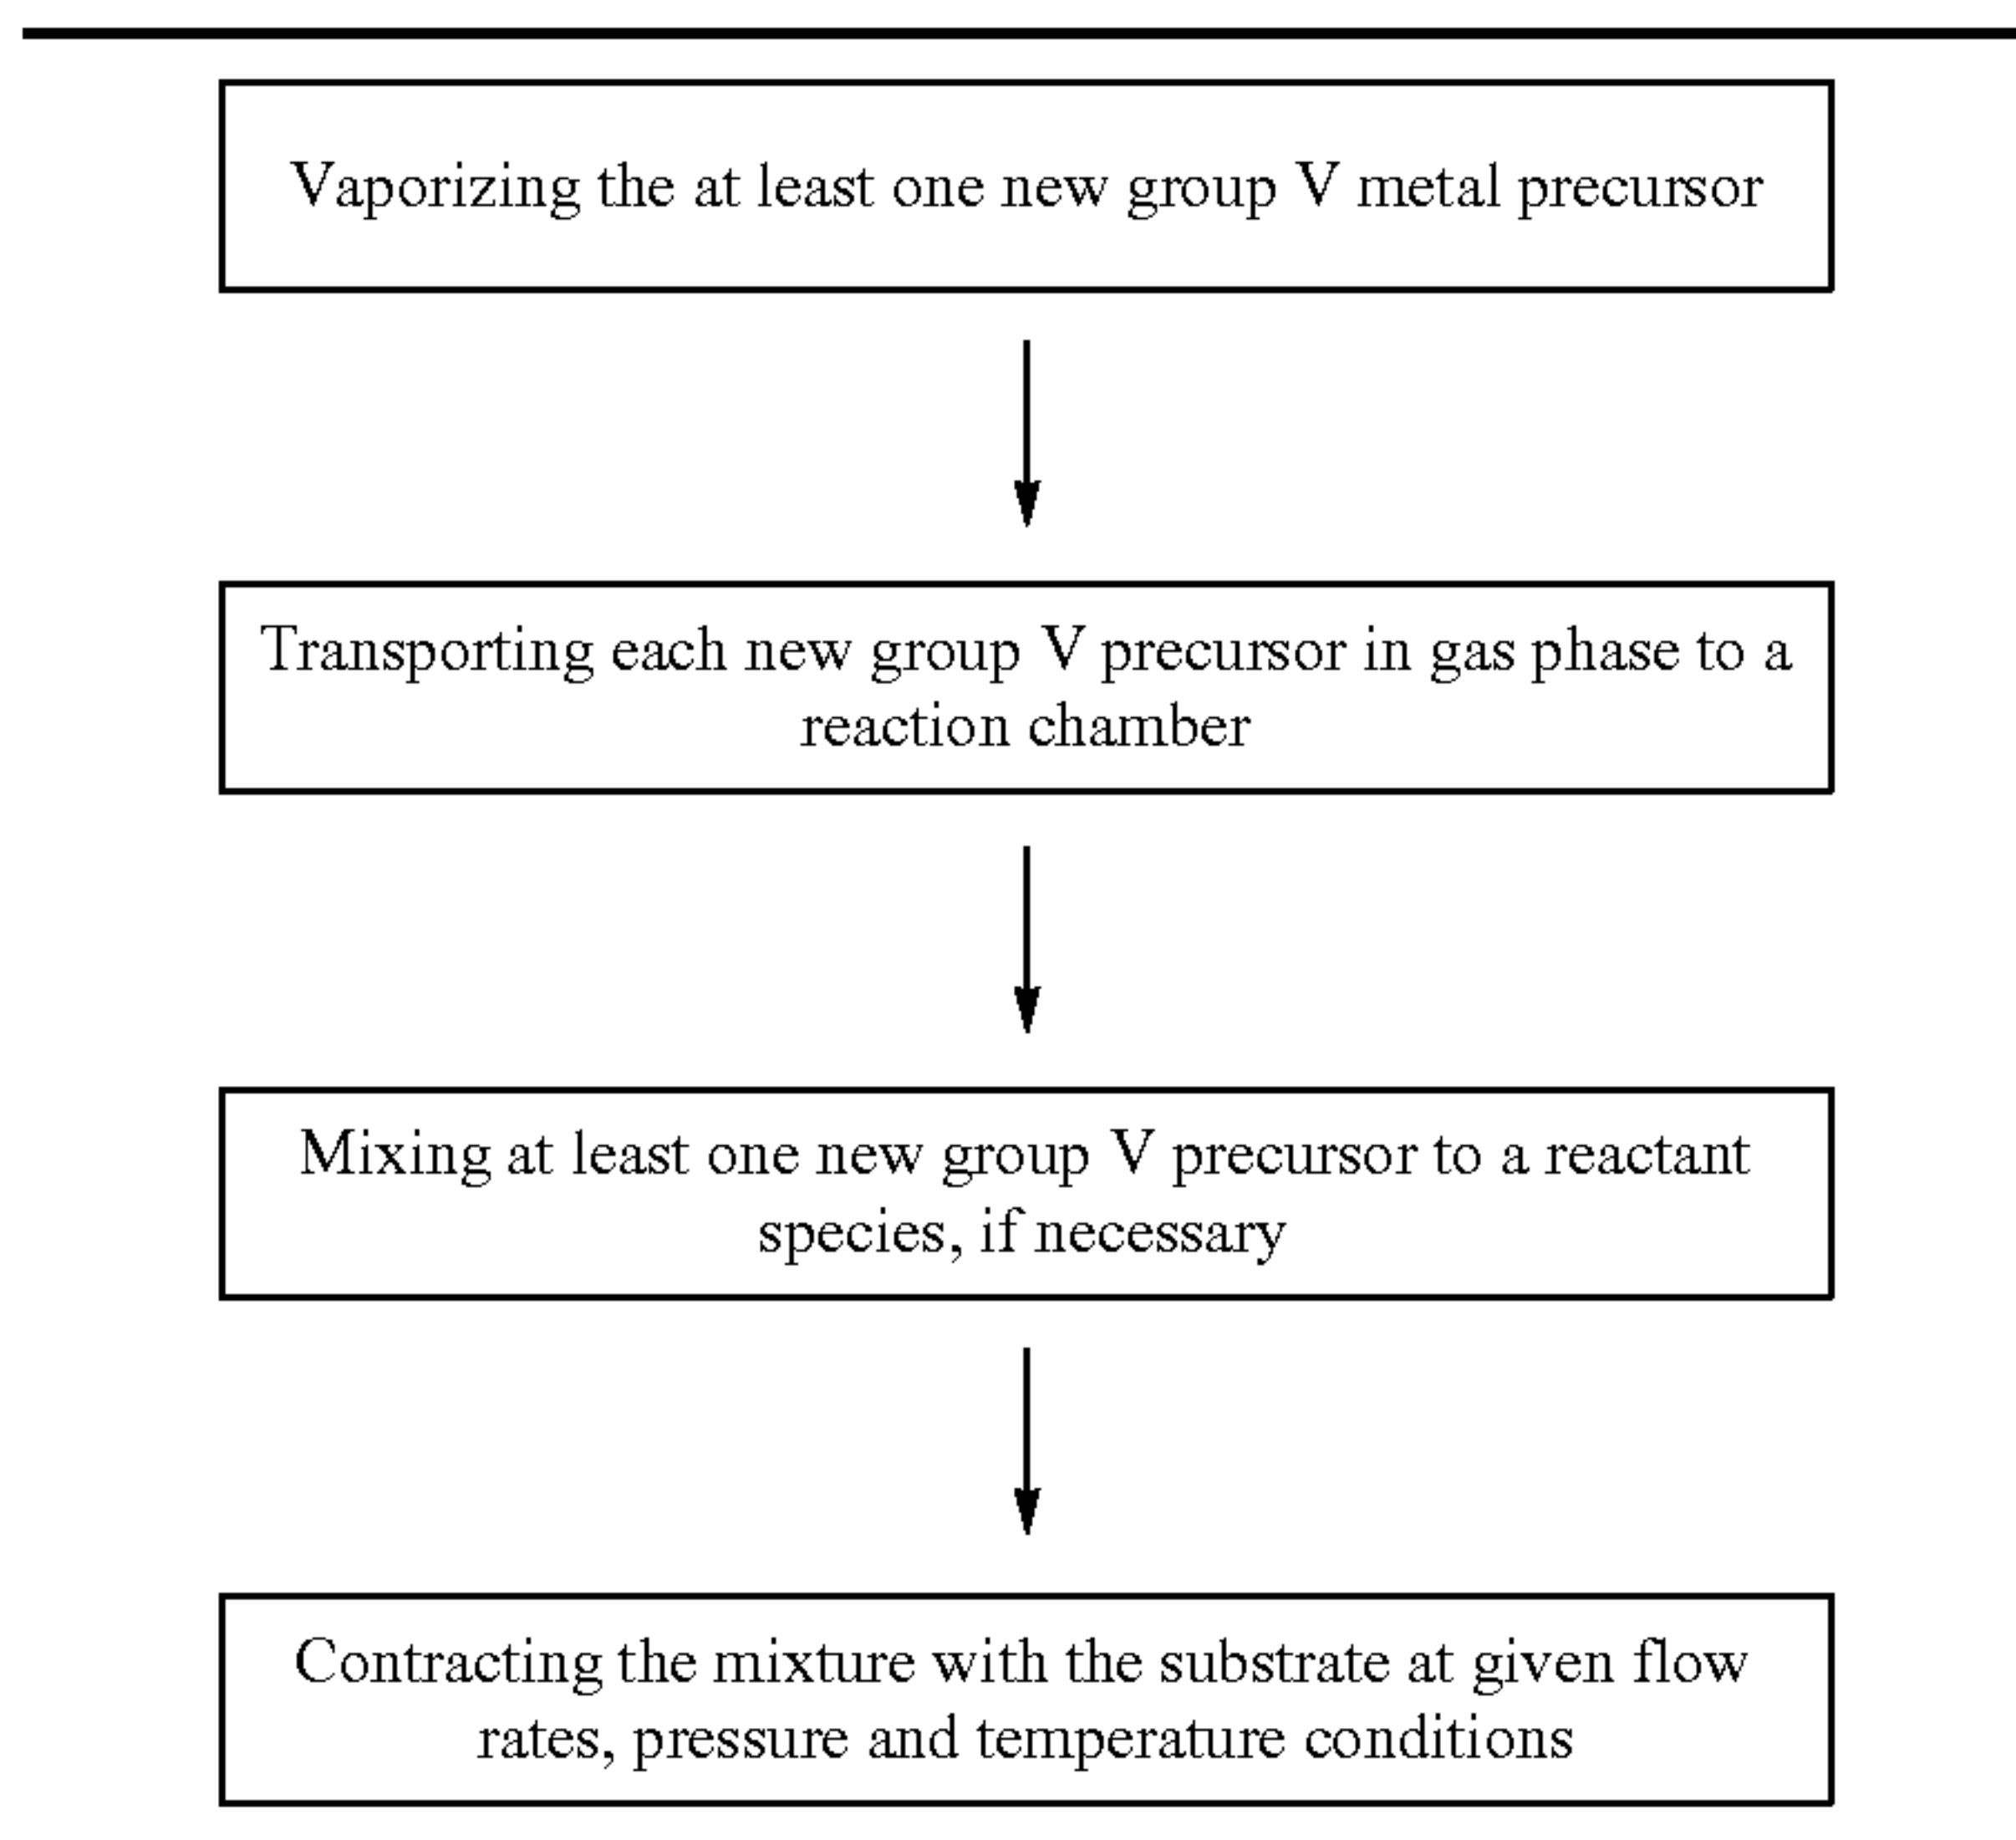 Vaporizing the at least one new group V metal precursor
Transporting each new group V precursor in gas phase to a
reaction chamber
Mixing at least one new group V precursor to a reactant
species, if necessary
Contracting the mixture with the substrate at given flow
rates, pressure and temperature conditions